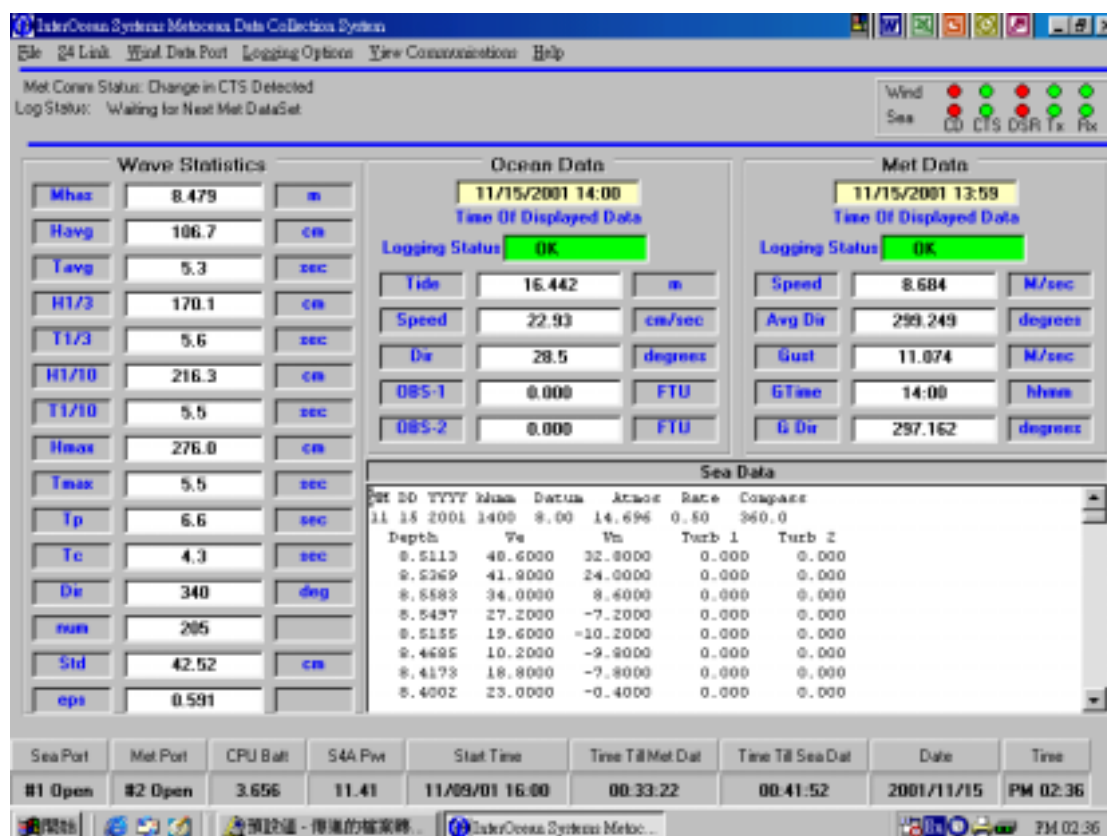 InterOcean Systems Metocean Data Collection System
File S4 Link Wind Data Port Logging Options View Communications Help
Met Comm Status: Change in CTS Detected
Log Status: Waiting for Next Met DataSet
Wind
Sea
CD CTS DSR Tx Rx
Wave Statistics
Mhaz 8.479 m
Havg 106.7 cm
Tavg 5.3 sec
H1/3 170.1 cm
T1/3 5.6 sec
H1/10 216.3 cm
T1/10 5.5 sec
Hmax 276.0 cm
Tmax 5.5 sec
Tp 6.6 sec
Tc 4.3 sec
Dir 340 deg
num 205
Std 42.52 cm
eps 0.591
Ocean Data
11/15/2001 14:00
Time Of Displayed Data
Logging Status OK
Tide 16.442 m
Speed 22.93 cm/sec
Dir 28.5 degrees
OBS-1 0.000 FTU
OBS-2 0.000 FTU
Met Data
11/15/2001 13:59
Time Of Displayed Data
Logging Status OK
Speed 8.684 M/sec
Avg Dir 299.249 degrees
Gust 11.074 M/sec
GTime 14:00 hhmm
G Dir 297.162 degrees
Sea Data
MM DD YYYY hhmm Datum Atmos Rate Compass
11 15 2001 1400 8.00 14.696 0.50 360.0
Depth Ve Vn Turb 1 Turb 2
8.5113 48.6000 32.8000 0.000 0.000
8.5369 41.8000 24.0000 0.000 0.000
8.5583 34.0000 8.6000 0.000 0.000
8.5497 27.2000 -7.2000 0.000 0.000
8.5155 19.6000 -10.2000 0.000 0.000
8.4685 10.2000 -9.8000 0.000 0.000
8.4173 18.8000 -7.8000 0.000 0.000
8.4002 23.0000 -0.4000 0.000 0.000
Sea Port Met Port CPU Batt S4A Pwr Start Time Time Till Met Dat Time Till Sea Dat Date Time
#1 Open #2 Open 3.656 11.41 11/09/01 16:00 00:33:22 00:41:52 2001/11/15 PM 02:36
開始 預設道 - 傳進的檔案轉... InterOcean Systems Metoc... PM 02:36